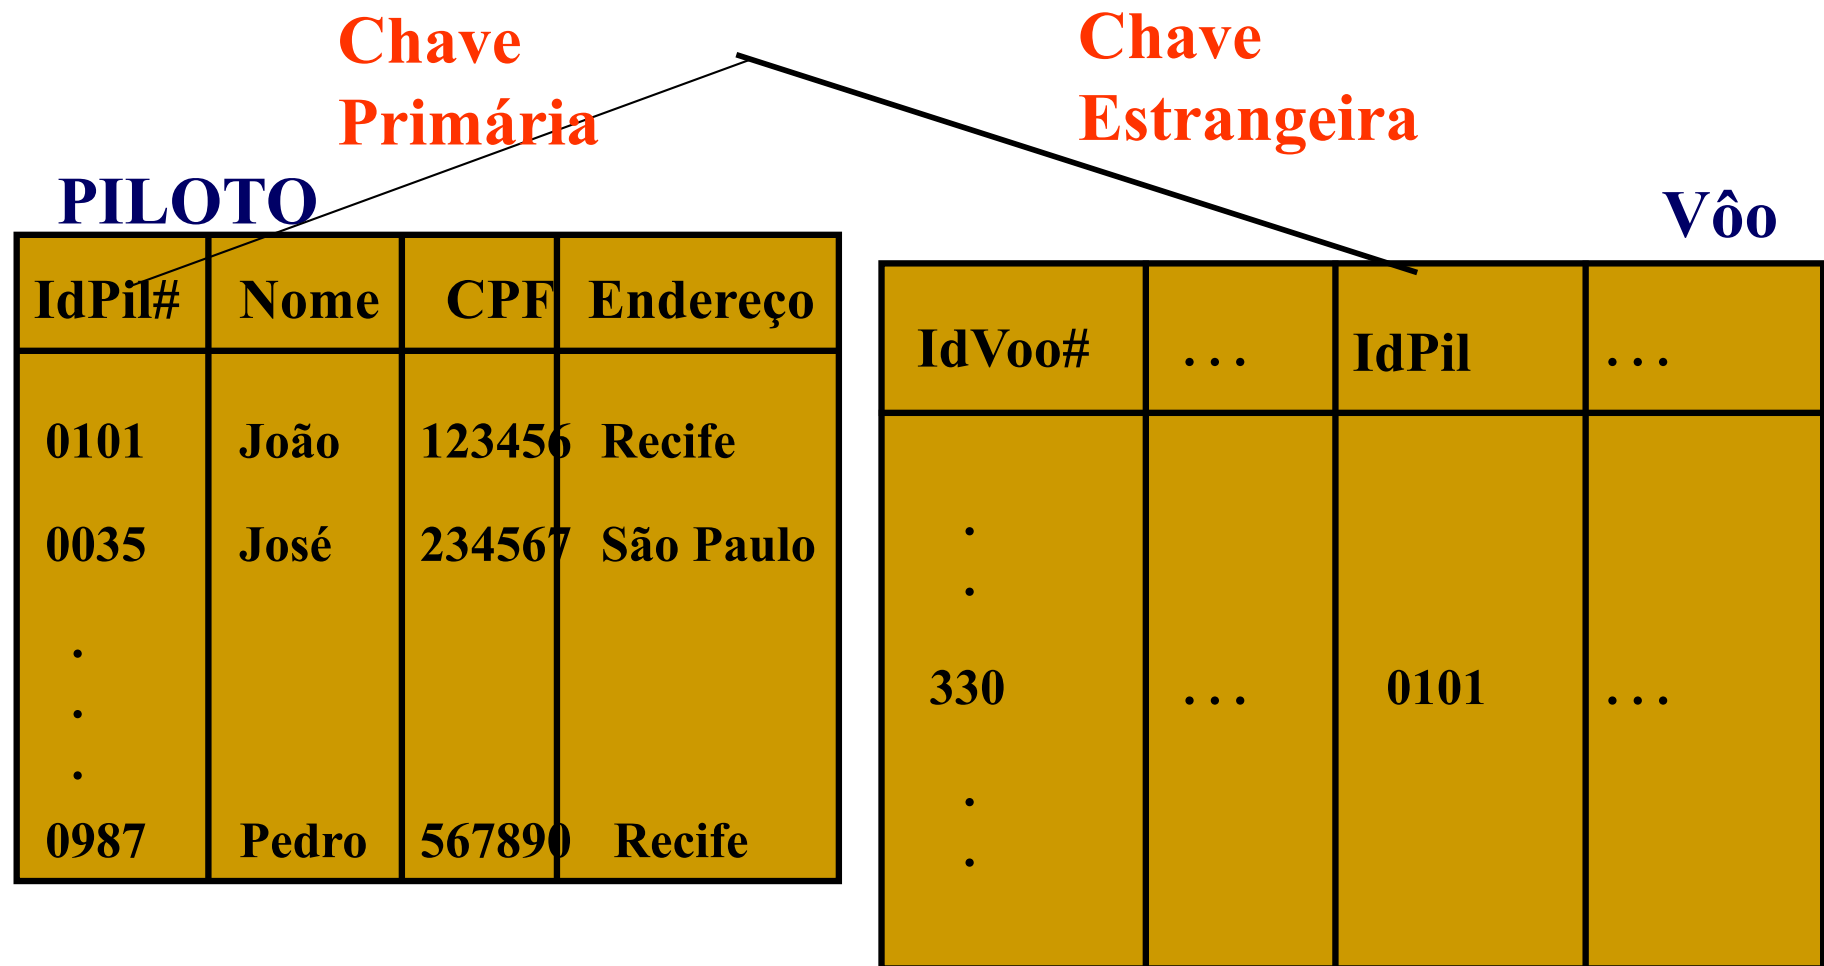 Chave
Primária
Chave
Estrangeira
PILOTO
IdPil# Nome CPF Endereço
0101 João 123456 Recife
0035 José 234567 São Paulo
.
.
.
0987 Pedro 567890 Recife
Vôo
IdVoo# . . . IdPil . . .
.
.
330 . . . 0101 . . .
.
.